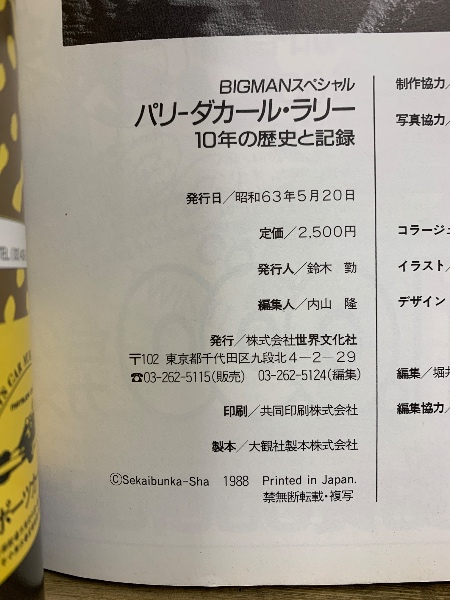 BIGMANスペシャル
パリ-ダカール・ラリー
10年の歴史と記録
発行日／昭和63年5月20日
定価／2,500円
発行人／鈴木　勤
編集人／内山　隆
発行／株式会社世界文化社
〒102 東京都千代田区九段北4－2－29
☎03-262-5115(販売)　03-262-5124(編集)
印刷／共同印刷株式会社
製本／大観社製本株式会社
©Sekaibunka-Sha　1988　Printed in Japan.
禁無断転載・複写
制作協力／
写真協力／
コラージュ
イラスト／
デザイン
編集／堀井
編集協力／